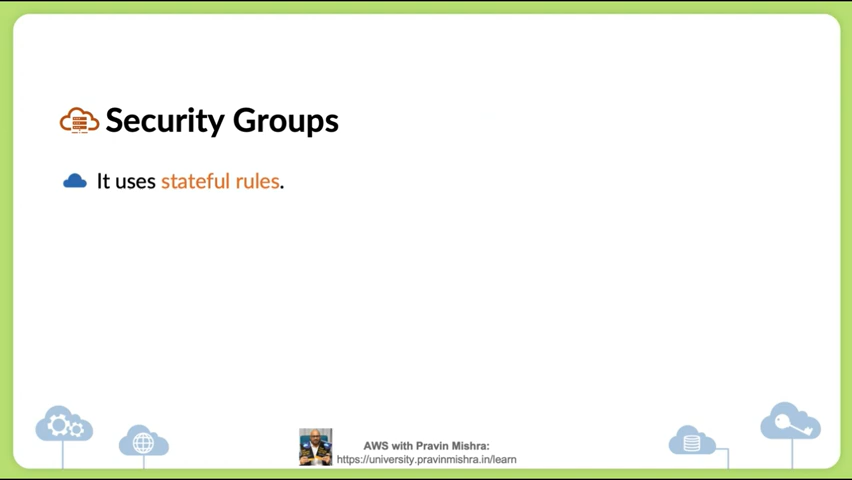 Security Groups
It uses stateful rules.
AWS with Pravin Mishra:
https://university.pravinmishra.in/learn